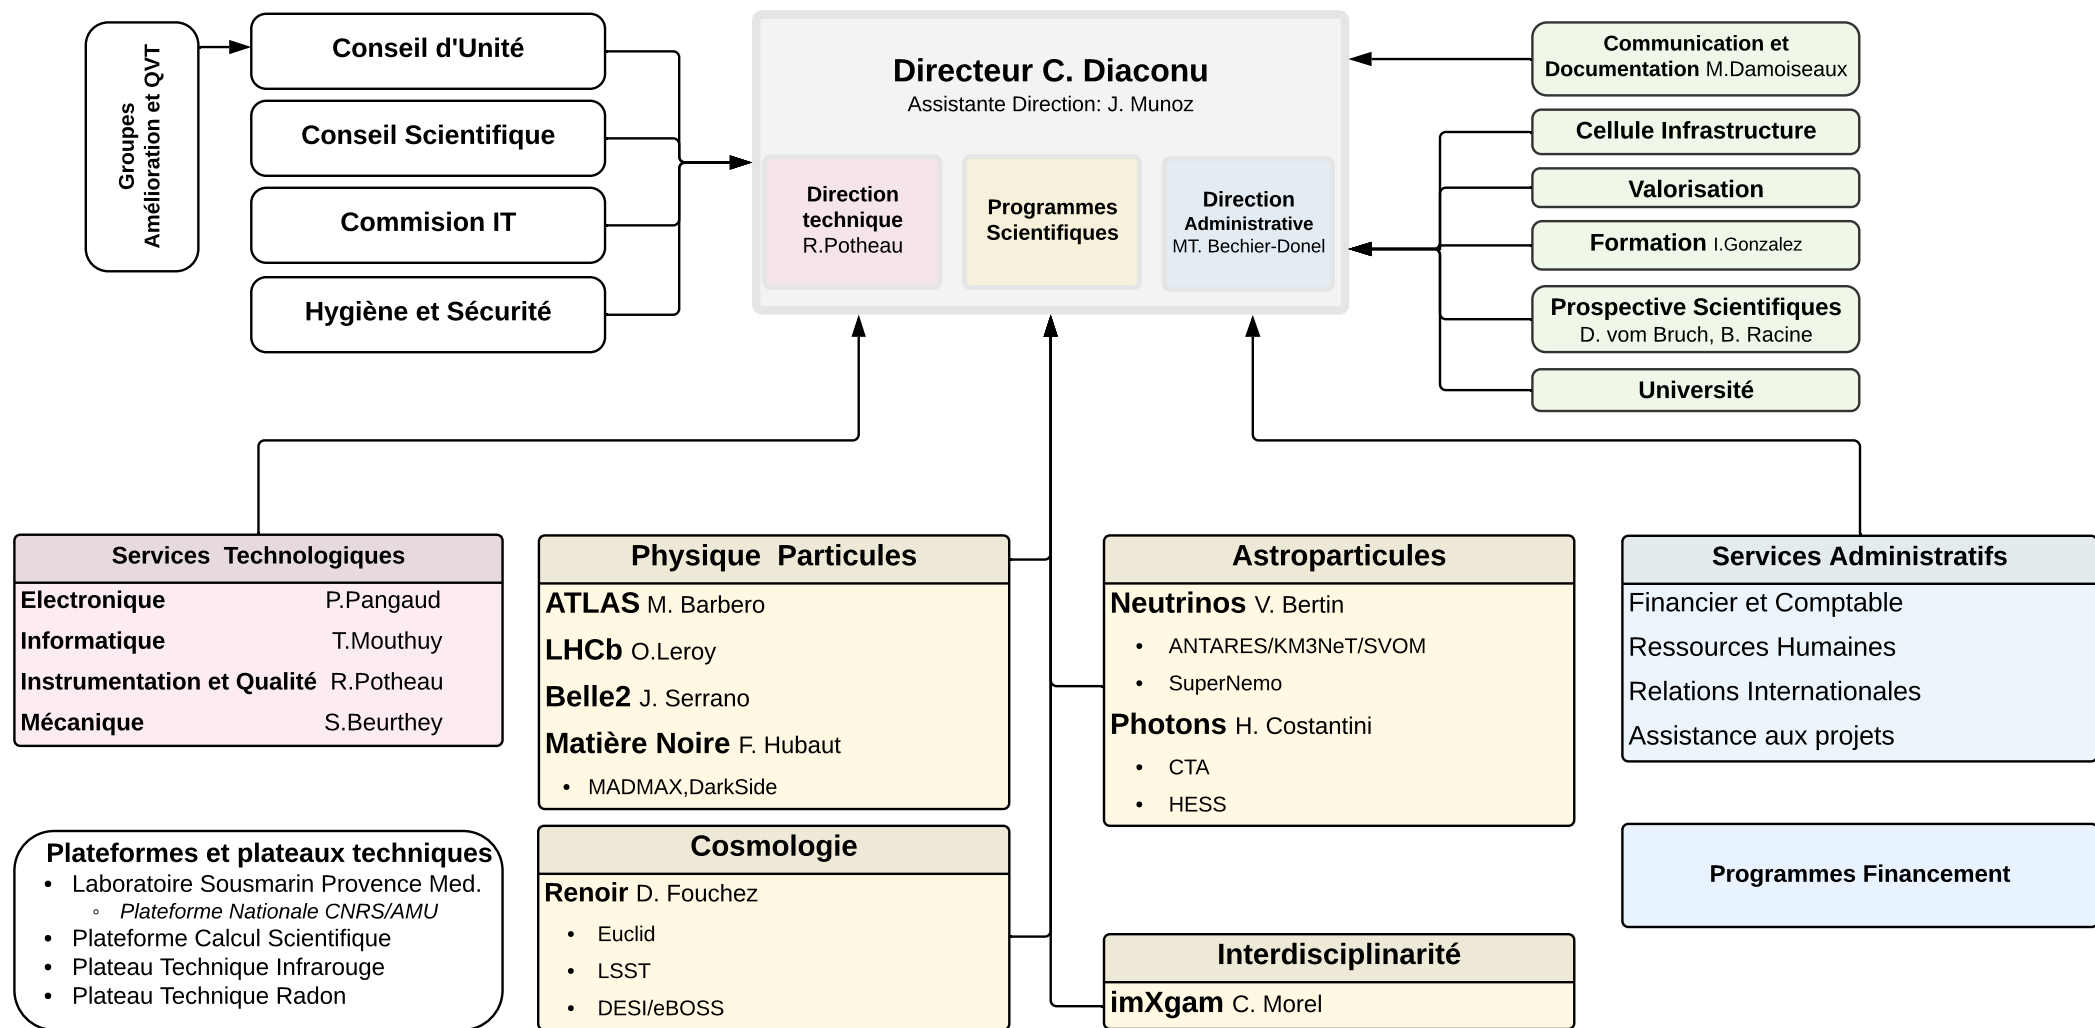 Groupes
Amélioration et QVT
Conseil d'Unité
Conseil Scientifique
Commision IT
Hygiène et Sécurité
Directeur C. Diaconu
Assistante Direction: J. Munoz
Direction
technique
R.Potheau
Programmes
Scientifiques
Direction
Administrative
MT. Bechier-Donel
Communication et
Documentation M.Damoiseaux
Cellule Infrastructure
Valorisation
Formation I.Gonzalez
Prospective Scientifiques
D. vom Bruch, B. Racine
Université
Services Technologiques
Electronique P.Pangaud
Informatique T.Mouthuy
Instrumentation et Qualité R.Potheau
Mécanique S.Beurthey
Plateformes et plateaux techniques
• Laboratoire Sousmarin Provence Med.
◦ Plateforme Nationale CNRS/AMU
• Plateforme Calcul Scientifique
• Plateau Technique Infrarouge
• Plateau Technique Radon
Physique Particules
ATLAS M. Barbero
LHCb O.Leroy
Belle2 J. Serrano
Matière Noire F. Hubaut
• MADMAX,DarkSide
Cosmologie
Renoir D. Fouchez
• Euclid
• LSST
• DESI/eBOSS
Astroparticules
Neutrinos V. Bertin
• ANTARES/KM3NeT/SVOM
• SuperNemo
Photons H. Costantini
• CTA
• HESS
Interdisciplinarité
imXgam C. Morel
Services Administratifs
Financier et Comptable
Ressources Humaines
Relations Internationales
Assistance aux projets
Programmes Financement